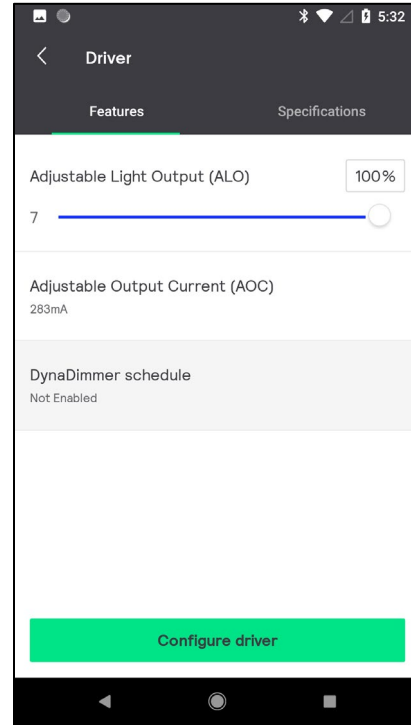 5:32
Driver
Features
Specifications
Adjustable Light Output (ALO)
100%
7
Adjustable Output Current (AOC)
283mA
DynaDimmer schedule
Not Enabled
Configure driver